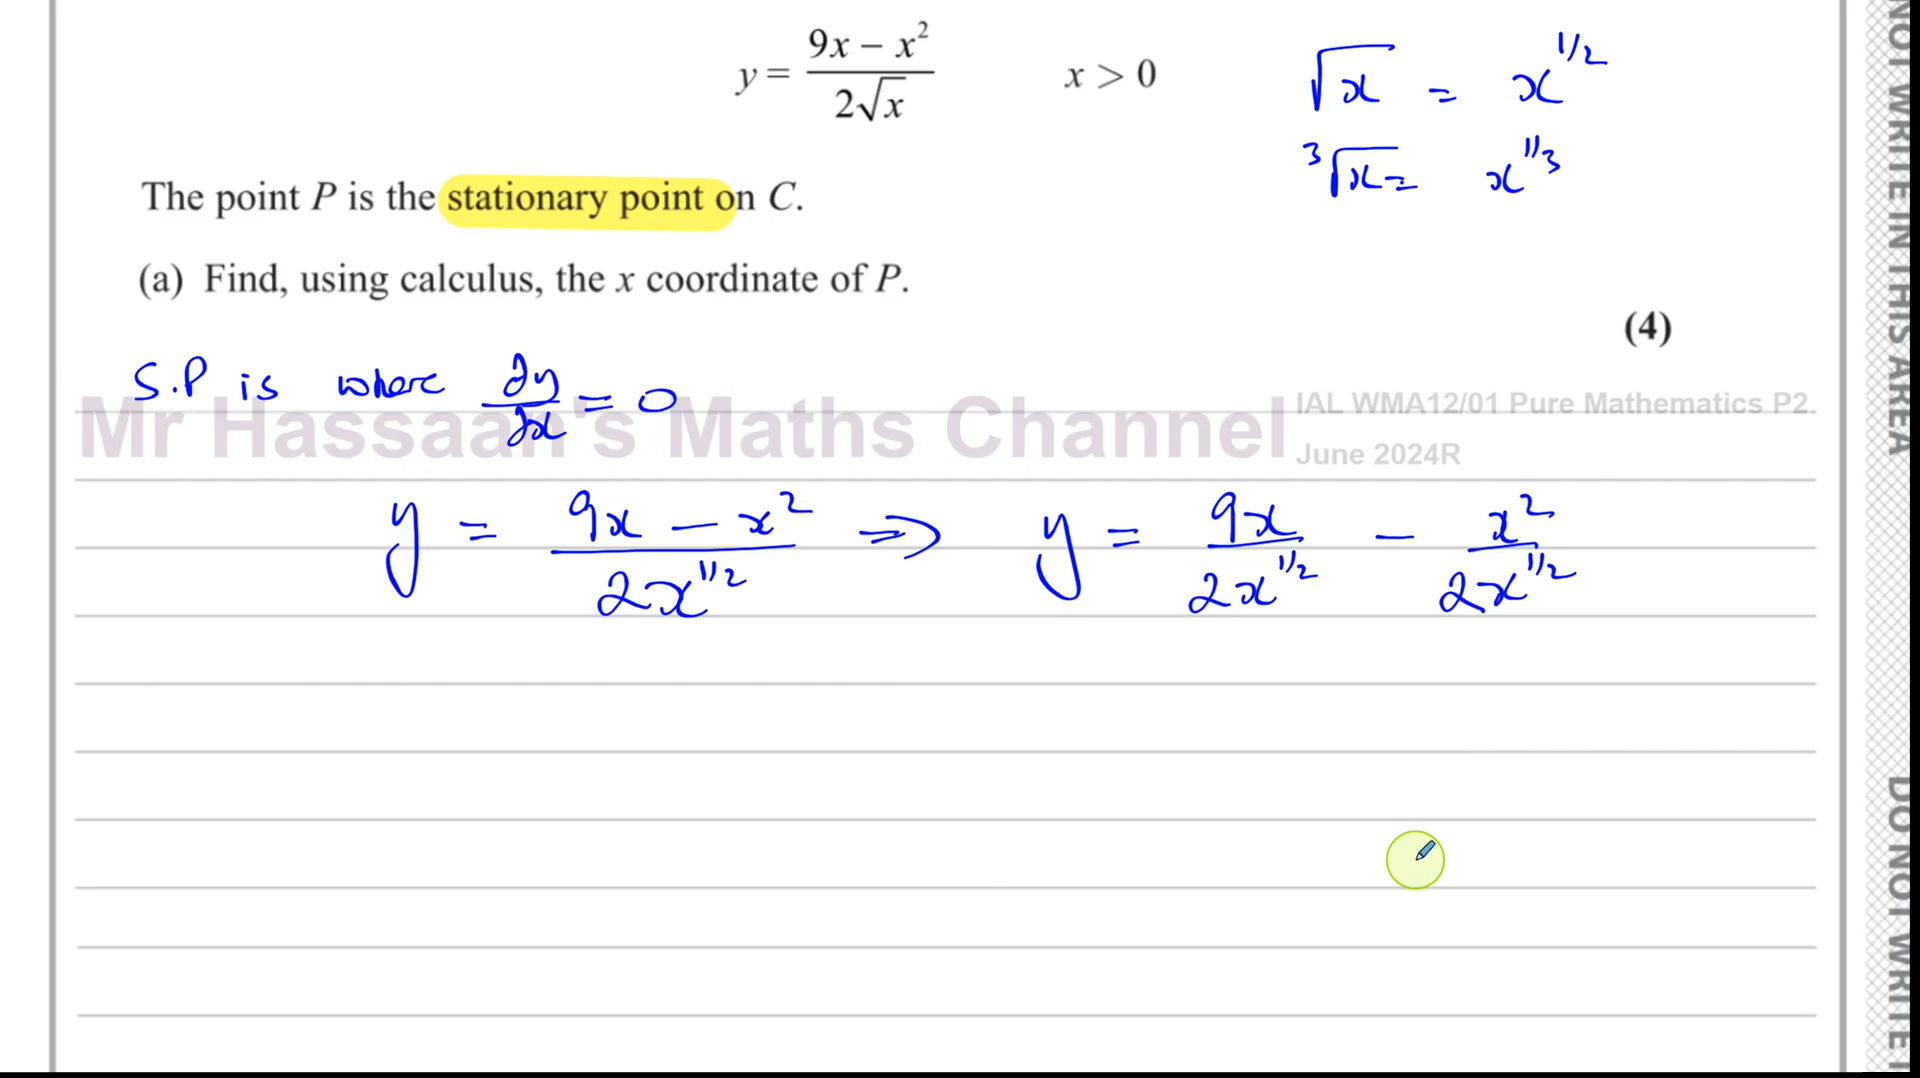 y = (9x − x²)/(2√x)    x > 0
√x = x^{1/2}
³√x = x^{1/3}
The point P is the stationary point on C.
(a) Find, using calculus, the x coordinate of P.
(4)
S.P is where ∂y/∂x = 0
Mr Hassaan's Maths Channel
IAL WMA12/01 Pure Mathematics P2.
June 2024R
y = (9x − x²)/(2x^{1/2}) ⇒ y = 9x/(2x^{1/2}) − x²/(2x^{1/2})
NOT WRITE IN THIS AREA
DO NOT WRITE I